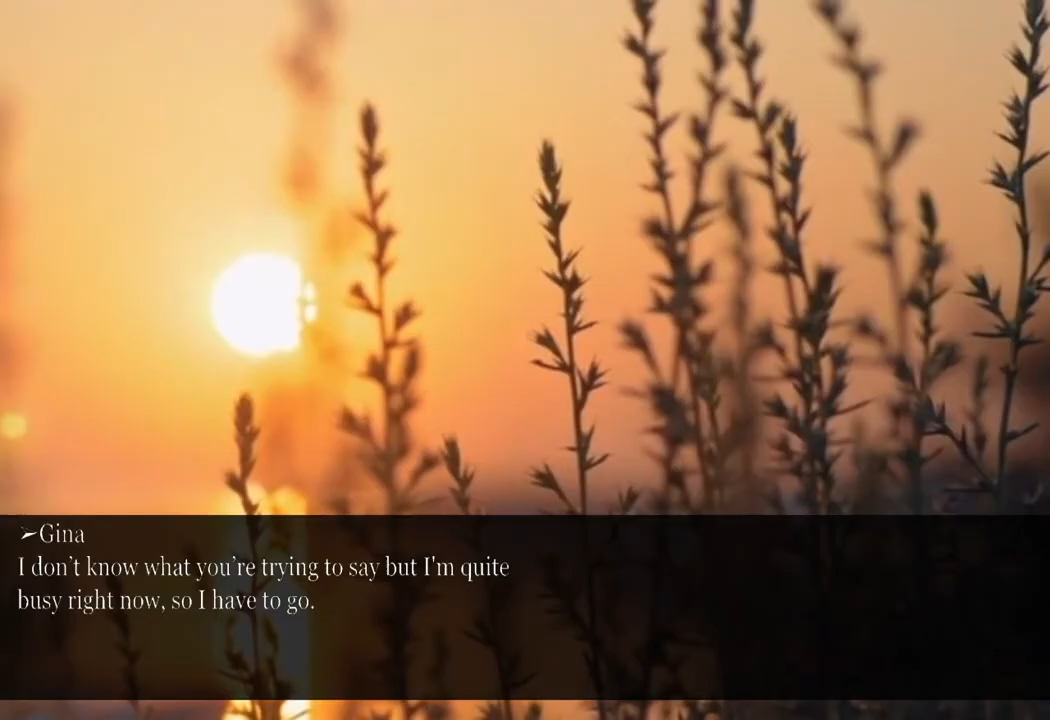 ➢Gina
I don’t know what you’re trying to say but I'm quite
busy right now, so I have to go.